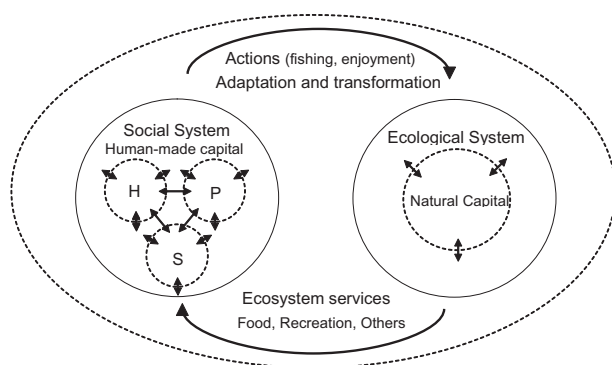 Actions (fishing, enjoyment)
Adaptation and transformation
Social System
Human-made capital
H
P
S
Ecological System
Natural Capital
Ecosystem services
Food, Recreation, Others